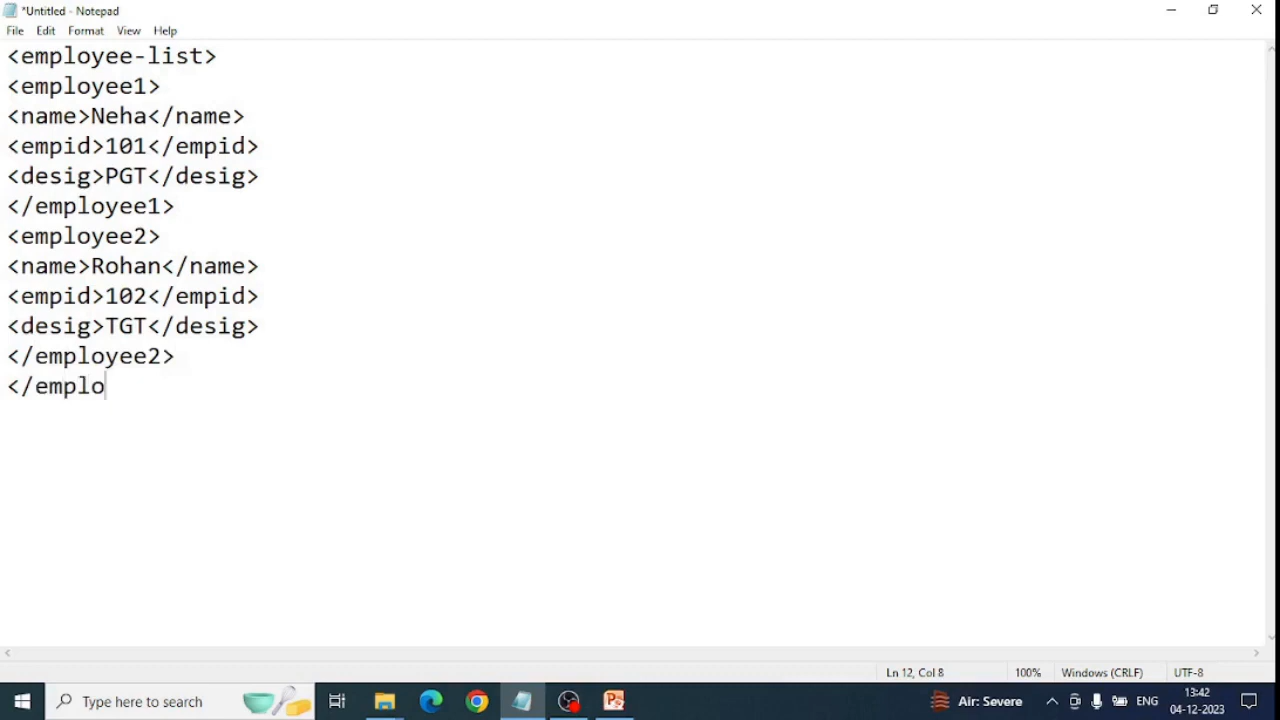 *Untitled - Notepad
File Edit Format View Help
<employee-list>
<employee1>
<name>Neha</name>
<empid>101</empid>
<desig>PGT</desig>
</employee1>
<employee2>
<name>Rohan</name>
<empid>102</empid>
<desig>TGT</desig>
</employee2>
</emplo
Ln 12, Col 8 100% Windows (CRLF) UTF-8
Type here to search Air: Severe ENG 13:42
04-12-2023